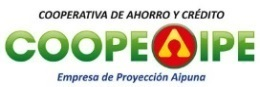 COOPERATIVA DE AHORRO Y CRÉDITO
COOPEAIPE
Empresa de Proyección Aipuna